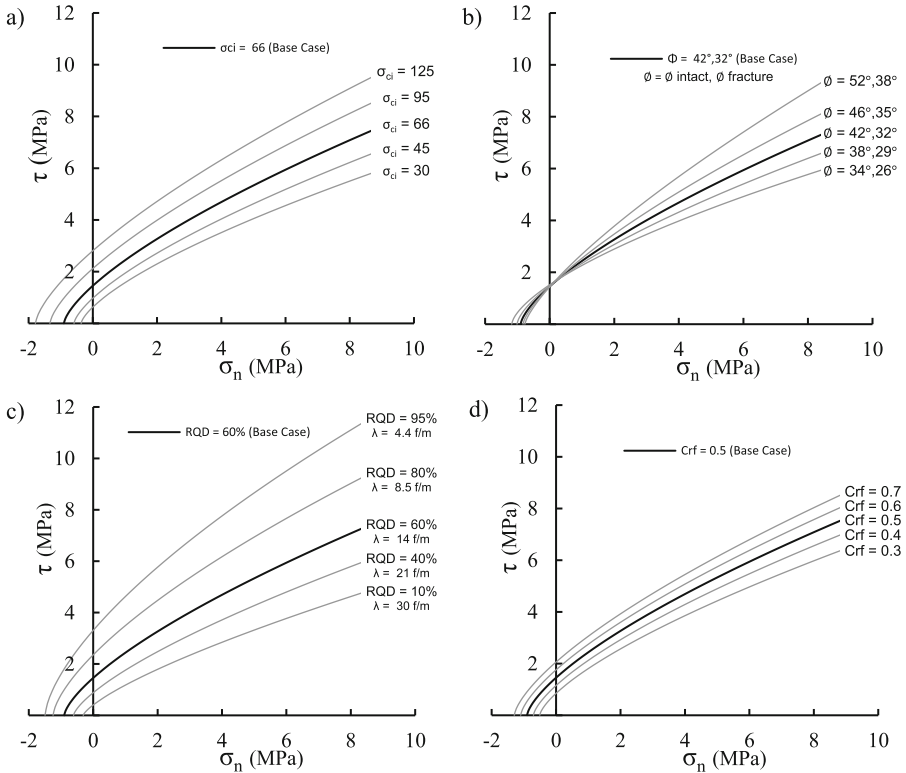 a)
12
10
8
6
4
2
τ (MPa)
σci = 66 (Base Case)
σci = 125
σci = 95
σci = 66
σci = 45
σci = 30
-2 0 2 4 6 8 10
σn (MPa)
b)
12
10
8
6
4
2
τ (MPa)
Φ = 42°,32° (Base Case)
Ø = Ø intact, Ø fracture
Ø = 52°,38°
Ø = 46°,35°
Ø = 42°,32°
Ø = 38°,29°
Ø = 34°,26°
-2 0 2 4 6 8 10
σn (MPa)
c)
12
10
8
6
4
2
τ (MPa)
RQD = 60% (Base Case)
RQD = 95%
λ = 4.4 f/m
RQD = 80%
λ = 8.5 f/m
RQD = 60%
λ = 14 f/m
RQD = 40%
λ = 21 f/m
RQD = 10%
λ = 30 f/m
-2 0 2 4 6 8 10
σn (MPa)
d)
12
10
8
6
4
2
τ (MPa)
Crf = 0.5 (Base Case)
Crf = 0.7
Crf = 0.6
Crf = 0.5
Crf = 0.4
Crf = 0.3
-2 0 2 4 6 8 10
σn (MPa)